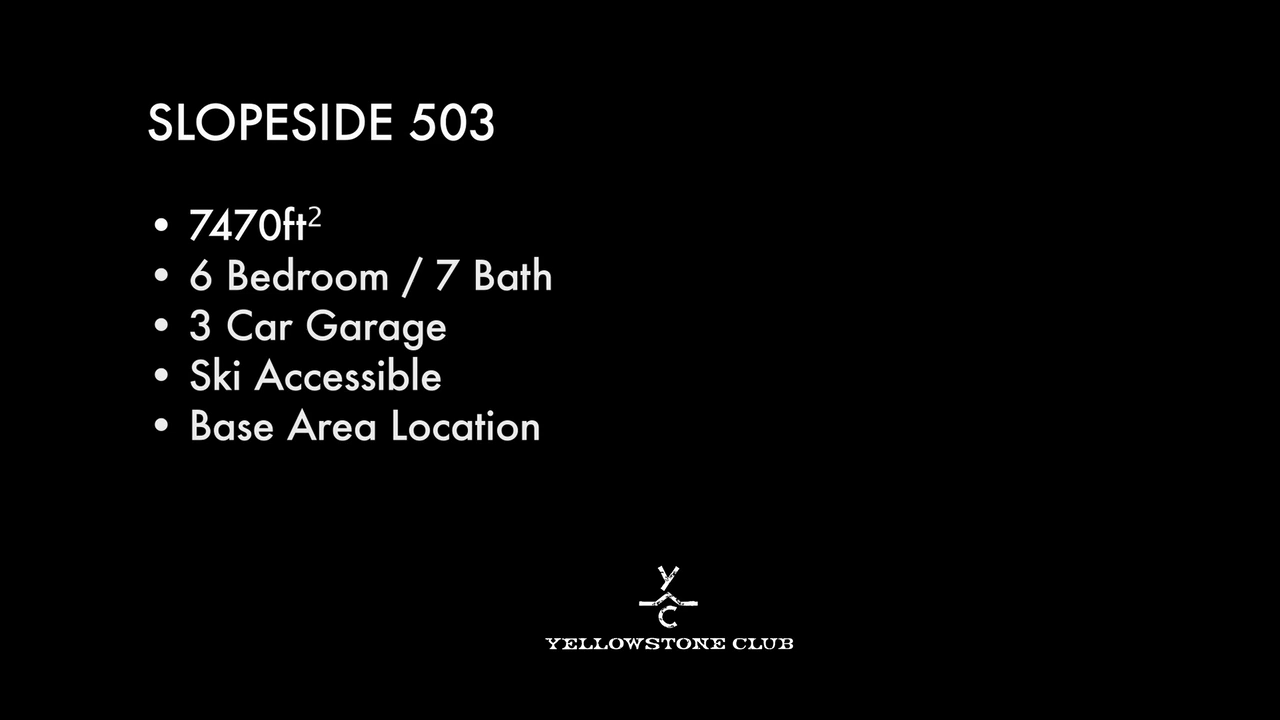 SLOPESIDE 503
• 7470ft²
• 6 Bedroom / 7 Bath
• 3 Car Garage
• Ski Accessible
• Base Area Location
Y
C
YELLOWSTONE CLUB